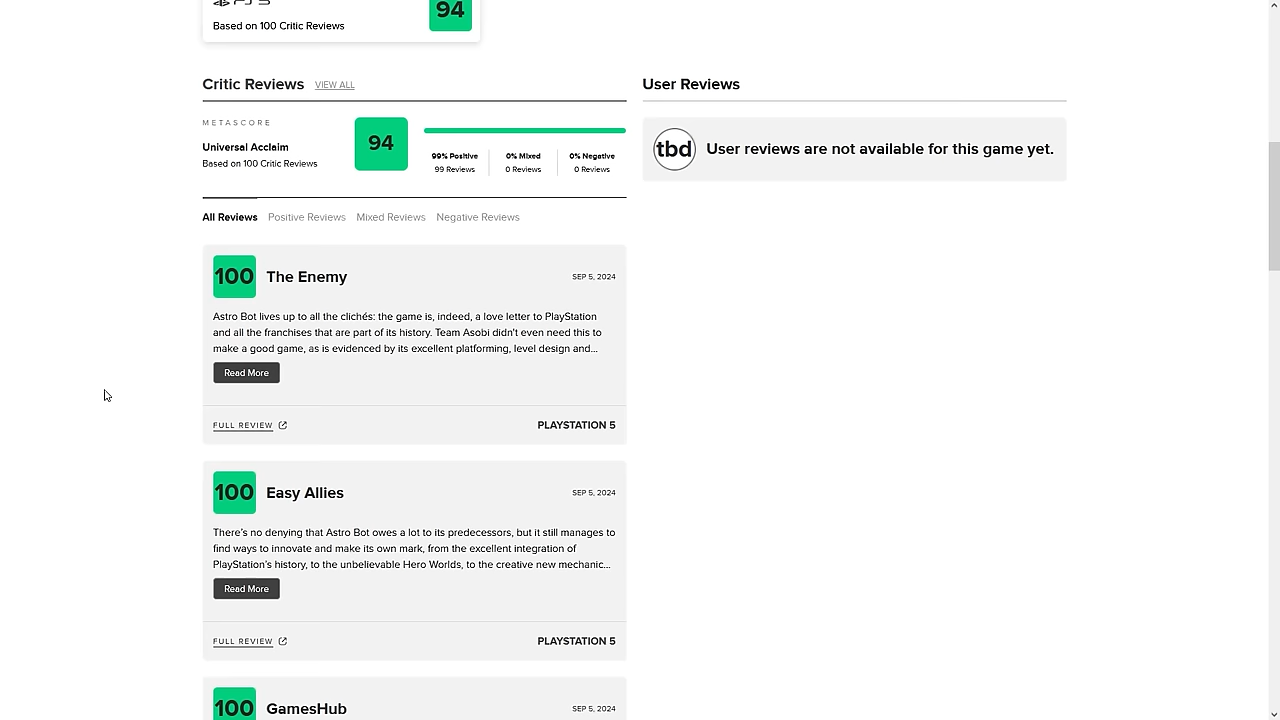 94
Based on 100 Critic Reviews
Critic Reviews VIEW ALL
METASCORE
Universal Acclaim
Based on 100 Critic Reviews
94
99% Positive
99 Reviews
0% Mixed
0 Reviews
0% Negative
0 Reviews
User Reviews
tbd User reviews are not available for this game yet.
All Reviews Positive Reviews Mixed Reviews Negative Reviews
100 The Enemy SEP 5, 2024
Astro Bot lives up to all the clichés: the game is, indeed, a love letter to PlayStation
and all the franchises that are part of its history. Team Asobi didn't even need this to
make a good game, as is evidenced by its excellent platforming, level design and...
Read More
FULL REVIEW PLAYSTATION 5
100 Easy Allies SEP 5, 2024
There’s no denying that Astro Bot owes a lot to its predecessors, but it still manages to
find ways to innovate and make its own mark, from the excellent integration of
PlayStation’s history, to the unbelievable Hero Worlds, to the creative new mechanic...
Read More
FULL REVIEW PLAYSTATION 5
100 GamesHub SEP 5, 2024